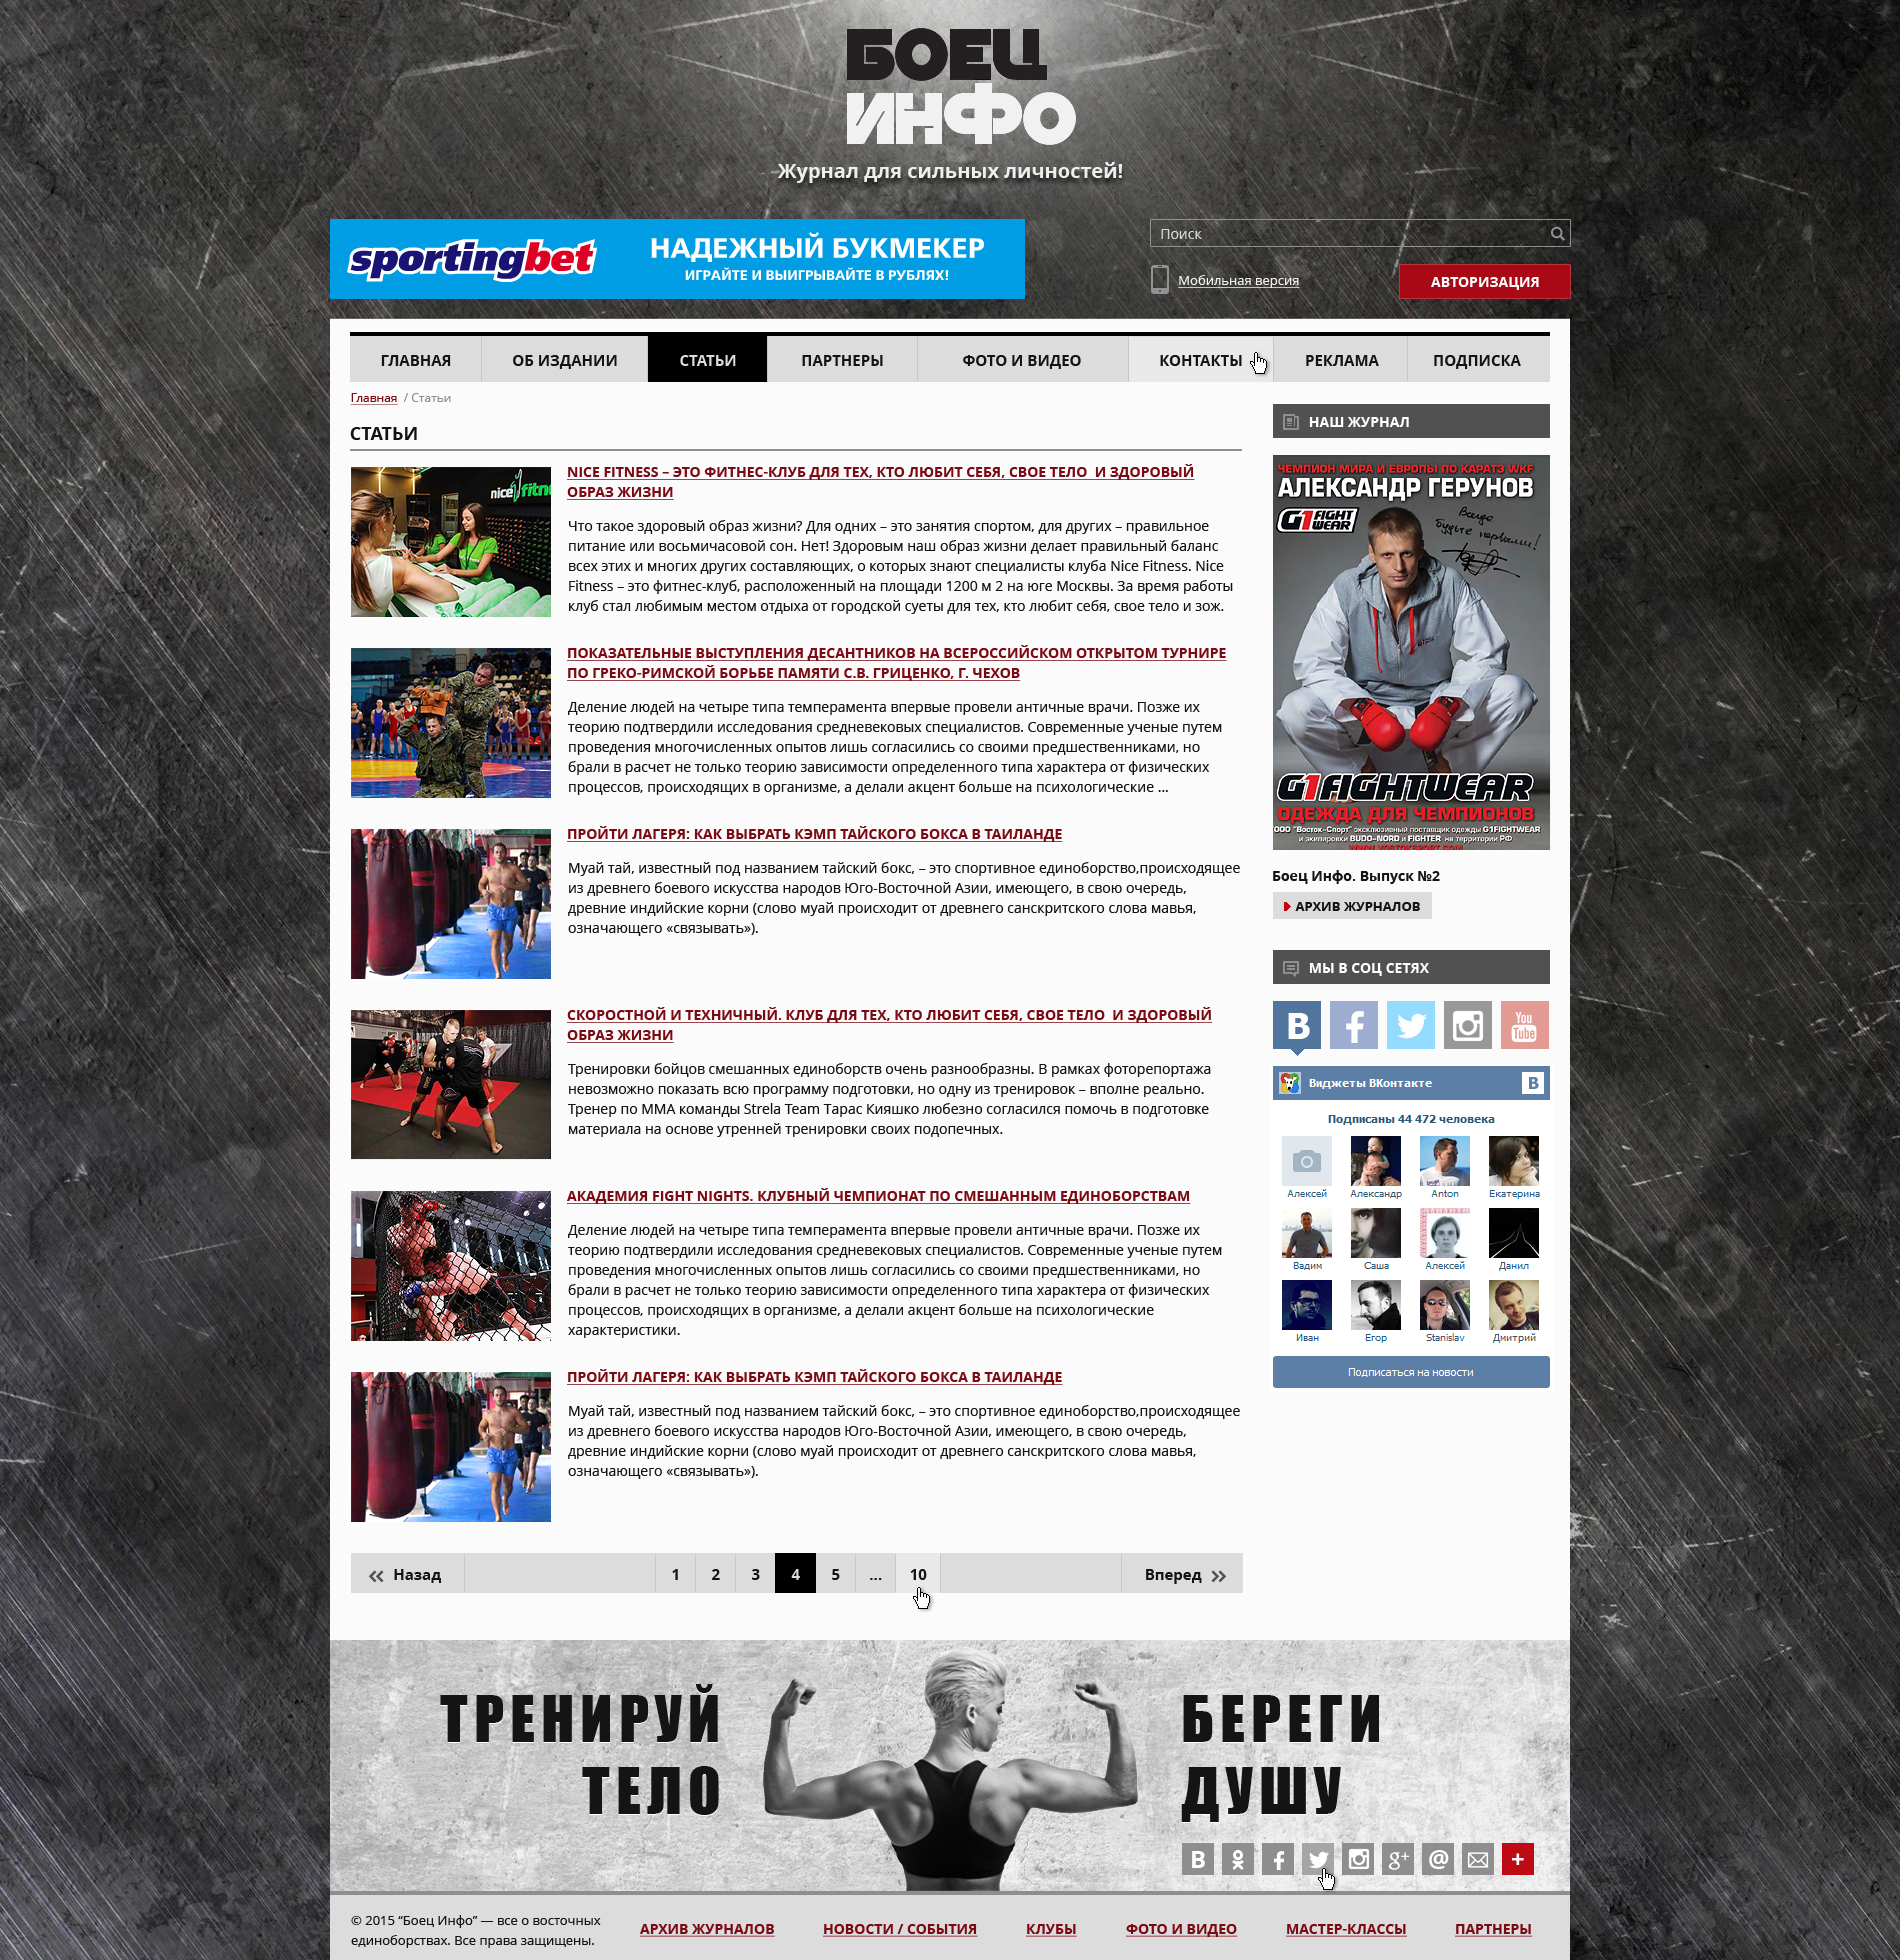 БОЕЦ
ИНФО
Журнал для сильных личностей!
sportingbet
НАДЕЖНЫЙ БУКМЕКЕР
ИГРАЙТЕ И ВЫИГРЫВАЙТЕ В РУБЛЯХ!
Поиск
Мобильная версия
АВТОРИЗАЦИЯ
ГЛАВНАЯ ОБ ИЗДАНИИ СТАТЬИ ПАРТНЕРЫ ФОТО И ВИДЕО КОНТАКТЫ РЕКЛАМА ПОДПИСКА
Главная / Статьи
СТАТЬИ
NICE FITNESS – ЭТО ФИТНЕС-КЛУБ ДЛЯ ТЕХ, КТО ЛЮБИТ СЕБЯ, СВОЕ ТЕЛО И ЗДОРОВЫЙ
ОБРАЗ ЖИЗНИ
Что такое здоровый образ жизни? Для одних – это занятия спортом, для других – правильное
питание или восьмичасовой сон. Нет! Здоровым наш образ жизни делает правильный баланс
всех этих и многих других составляющих, о которых знают специалисты клуба Nice Fitness. Nice
Fitness – это фитнес-клуб, расположенный на площади 1200 м 2 на юге Москвы. За время работы
клуб стал любимым местом отдыха от городской суеты для тех, кто любит себя, свое тело и зож.
ПОКАЗАТЕЛЬНЫЕ ВЫСТУПЛЕНИЯ ДЕСАНТНИКОВ НА ВСЕРОССИЙСКОМ ОТКРЫТОМ ТУРНИРЕ
ПО ГРЕКО-РИМСКОЙ БОРЬБЕ ПАМЯТИ С.В. ГРИЦЕНКО, Г. ЧЕХОВ
Деление людей на четыре типа темперамента впервые провели античные врачи. Позже их
теорию подтвердили исследования средневековых специалистов. Современные ученые путем
проведения многочисленных опытов лишь согласились со своими предшественниками, но
брали в расчет не только теорию зависимости определенного типа характера от физических
процессов, происходящих в организме, а делали акцент больше на психологические ...
ПРОЙТИ ЛАГЕРЯ: КАК ВЫБРАТЬ КЭМП ТАЙСКОГО БОКСА В ТАИЛАНДЕ
Муай тай, известный под названием тайский бокс, – это спортивное единоборство,происходящее
из древнего боевого искусства народов Юго-Восточной Азии, имеющего, в свою очередь,
древние индийские корни (слово муай происходит от древнего санскритского слова мавья,
означающего «связывать»).
СКОРОСТНОЙ И ТЕХНИЧНЫЙ. КЛУБ ДЛЯ ТЕХ, КТО ЛЮБИТ СЕБЯ, СВОЕ ТЕЛО И ЗДОРОВЫЙ
ОБРАЗ ЖИЗНИ
Тренировки бойцов смешанных единоборств очень разнообразны. В рамках фоторепортажа
невозможно показать всю программу подготовки, но одну из тренировок – вполне реально.
Тренер по ММА команды Strela Team Тарас Кияшко любезно согласился помочь в подготовке
материала на основе утренней тренировки своих подопечных.
АКАДЕМИЯ FIGHT NIGHTS. КЛУБНЫЙ ЧЕМПИОНАТ ПО СМЕШАННЫМ ЕДИНОБОРСТВАМ
Деление людей на четыре типа темперамента впервые провели античные врачи. Позже их
теорию подтвердили исследования средневековых специалистов. Современные ученые путем
проведения многочисленных опытов лишь согласились со своими предшественниками, но
брали в расчет не только теорию зависимости определенного типа характера от физических
процессов, происходящих в организме, а делали акцент больше на психологические
характеристики.
ПРОЙТИ ЛАГЕРЯ: КАК ВЫБРАТЬ КЭМП ТАЙСКОГО БОКСА В ТАИЛАНДЕ
Муай тай, известный под названием тайский бокс, – это спортивное единоборство,происходящее
из древнего боевого искусства народов Юго-Восточной Азии, имеющего, в свою очередь,
древние индийские корни (слово муай происходит от древнего санскритского слова мавья,
означающего «связывать»).
Назад 1 2 3 4 5 ... 10 Вперед
НАШ ЖУРНАЛ
ЧЕМПИОН МИРА И ЕВРОПЫ ПО КАРАТЭ WKF
АЛЕКСАНДР ГЕРУНОВ
G1 FIGHT
WEAR
Всегда
будьте первыми!
G1FIGHTWEAR
ОДЕЖДА ДЛЯ ЧЕМПИОНОВ
ООО "Восток-Спорт" эксклюзивный поставщик одежды G1FIGHTWEAR
и экипировки BUDO-NORD и FIGHTER на территории РФ
WWW.VOSTOKSPORT.COM
Боец Инфо. Выпуск №2
АРХИВ ЖУРНАЛОВ
МЫ В СОЦ СЕТЯХ
B f You Tube
Виджеты ВКонтакте B
Подписаны 44 472 человека
Алексей Александр Anton Екатерина
Вадим Саша Алексей Данил
Иван Егор Stanislav Дмитрий
Подписаться на новости
ТРЕНИРУЙ
ТЕЛО
БЕРЕГИ
ДУШУ
B f g+ @ +
© 2015 “Боец Инфо” — все о восточных
единоборствах. Все права защищены.
АРХИВ ЖУРНАЛОВ НОВОСТИ / СОБЫТИЯ КЛУБЫ ФОТО И ВИДЕО МАСТЕР-КЛАССЫ ПАРТНЕРЫ